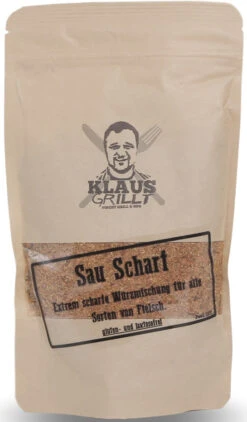 KLAUS
GRILLT
Sau Scharf
Extrem scharfe Würzmischung für alle
Sorten von Fleisch.
gluten- und laktosefrei